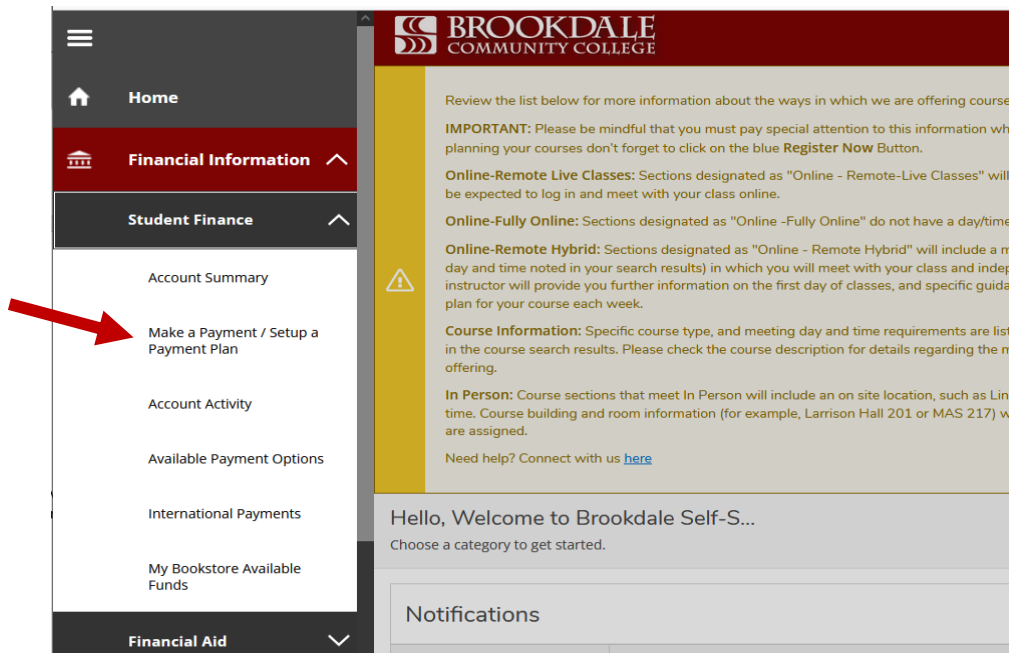 Home
Financial Information
Student Finance
Account Summary
Make a Payment / Setup a
Payment Plan
Account Activity
Available Payment Options
International Payments
My Bookstore Available
Funds
Financial Aid
BROOKDALE
COMMUNITY COLLEGE
Review the list below for more information about the ways in which we are offering course
IMPORTANT: Please be mindful that you must pay special attention to this information wh
planning your courses don't forget to click on the blue Register Now Button.
Online-Remote Live Classes: Sections designated as "Online - Remote-Live Classes" will
be expected to log in and meet with your class online.
Online-Fully Online: Sections designated as "Online -Fully Online" do not have a day/time
Online-Remote Hybrid: Sections designated as "Online - Remote Hybrid" will include a m
day and time noted in your search results) in which you will meet with your class and indep
instructor will provide you further information on the first day of classes, and specific guida
plan for your course each week.
Course Information: Specific course type, and meeting day and time requirements are list
in the course search results. Please check the course description for details regarding the m
offering.
In Person: Course sections that meet In Person will include an on site location, such as Lin
time. Course building and room information (for example, Larrison Hall 201 or MAS 217) w
are assigned.
Need help? Connect with us here
Hello, Welcome to Brookdale Self-S...
Choose a category to get started.
Notifications